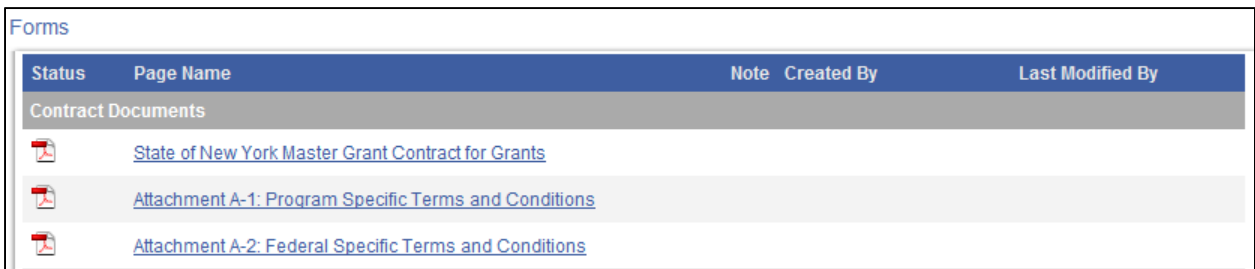 Forms
Status Page Name Note Created By Last Modified By
Contract Documents
State of New York Master Grant Contract for Grants
Attachment A-1: Program Specific Terms and Conditions
Attachment A-2: Federal Specific Terms and Conditions